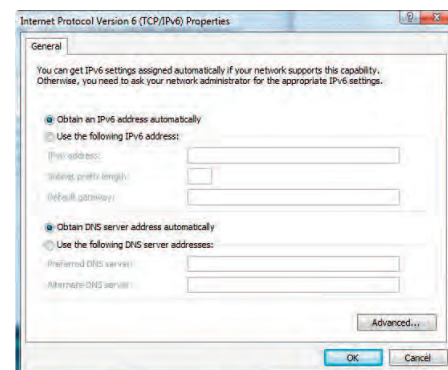 Internet Protocol Version 6 (TCP/IPv6) Properties
General
You can get IPv6 settings assigned automatically if your network supports this capability.
Otherwise, you need to ask your network administrator for the appropriate IPv6 settings.
Obtain an IPv6 address automatically
Use the following IPv6 address:
IPv6 address:
Subnet prefix length:
Default gateway:
Obtain DNS server address automatically
Use the following DNS server addresses:
Preferred DNS server:
Alternate DNS server:
Advanced...
OK
Cancel